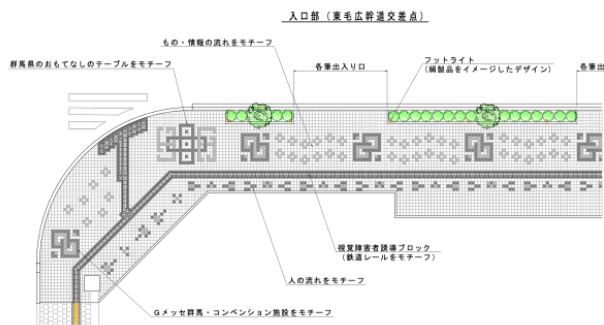 入口部（東毛広幹道交差点）
もの・情報の流れをモチーフ
群馬県のおもてなしのテーブルをモチーフ
各筆出入り口
フットライト
（絹製品をイメージしたデザイン）
各筆出
視覚障害者誘導ブロック
（鉄道レールをモチーフ）
人の流れをモチーフ
Gメッセ群馬・コンベンション施設をモチーフ